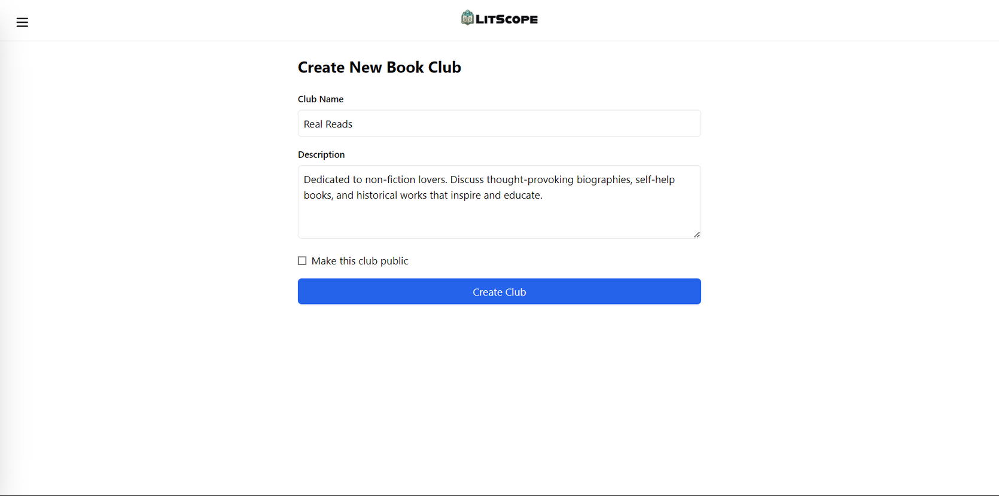 LITSCOPE
Create New Book Club
Club Name
Real Reads
Description
Dedicated to non-fiction lovers. Discuss thought-provoking biographies, self-help
books, and historical works that inspire and educate.
Make this club public
Create Club